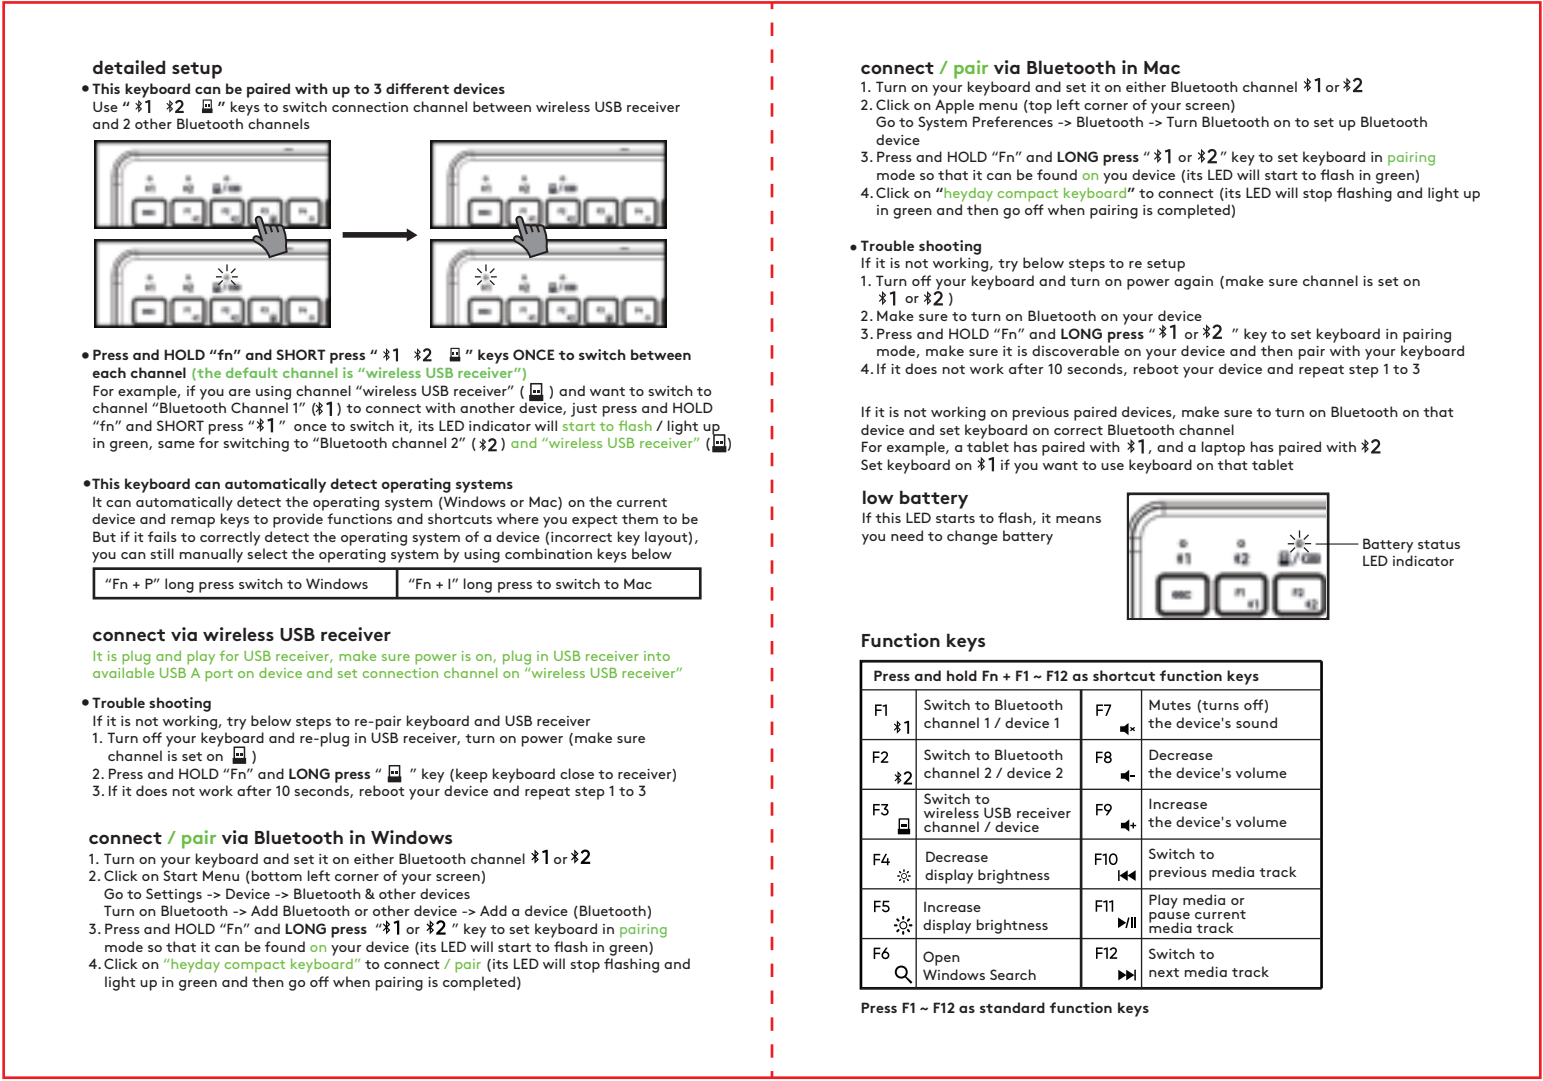 detailed setup
• This keyboard can be paired with up to 3 different devices
Use “ 1 2 ” keys to switch connection channel between wireless USB receiver
and 2 other Bluetooth channels
• Press and HOLD “fn” and SHORT press “ 1 2 ” keys ONCE to switch between
each channel (the default channel is “wireless USB receiver”)
For example, if you are using channel “wireless USB receiver” ( ) and want to switch to
channel “Bluetooth Channel 1” ( 1 ) to connect with another device, just press and HOLD
“fn” and SHORT press “ 1 ” once to switch it, its LED indicator will start to flash / light up
in green, same for switching to “Bluetooth channel 2” ( 2 ) and “wireless USB receiver” ( )
• This keyboard can automatically detect operating systems
It can automatically detect the operating system (Windows or Mac) on the current
device and remap keys to provide functions and shortcuts where you expect them to be
But if it fails to correctly detect the operating system of a device (incorrect key layout),
you can still manually select the operating system by using combination keys below
“Fn + P” long press switch to Windows
“Fn + I” long press to switch to Mac
connect via wireless USB receiver
It is plug and play for USB receiver, make sure power is on, plug in USB receiver into
available USB A port on device and set connection channel on “wireless USB receiver”
• Trouble shooting
If it is not working, try below steps to re-pair keyboard and USB receiver
1. Turn off your keyboard and re-plug in USB receiver, turn on power (make sure
channel is set on )
2. Press and HOLD “Fn” and LONG press “ ” key (keep keyboard close to receiver)
3. If it does not work after 10 seconds, reboot your device and repeat step 1 to 3
connect / pair via Bluetooth in Windows
1. Turn on your keyboard and set it on either Bluetooth channel 1 or 2
2. Click on Start Menu (bottom left corner of your screen)
Go to Settings -> Device -> Bluetooth & other devices
Turn on Bluetooth -> Add Bluetooth or other device -> Add a device (Bluetooth)
3. Press and HOLD “Fn” and LONG press “ 1 or 2 ” key to set keyboard in pairing
mode so that it can be found on your device (its LED will start to flash in green)
4. Click on “heyday compact keyboard” to connect / pair (its LED will stop flashing and
light up in green and then go off when pairing is completed)
connect / pair via Bluetooth in Mac
1. Turn on your keyboard and set it on either Bluetooth channel 1 or 2
2. Click on Apple menu (top left corner of your screen)
Go to System Preferences -> Bluetooth -> Turn Bluetooth on to set up Bluetooth
device
3. Press and HOLD “Fn” and LONG press “ 1 or 2 ” key to set keyboard in pairing
mode so that it can be found on you device (its LED will start to flash in green)
4. Click on “heyday compact keyboard” to connect (its LED will stop flashing and light up
in green and then go off when pairing is completed)
• Trouble shooting
If it is not working, try below steps to re setup
1. Turn off your keyboard and turn on power again (make sure channel is set on
1 or 2 )
2. Make sure to turn on Bluetooth on your device
3. Press and HOLD “Fn” and LONG press “ 1 or 2 ” key to set keyboard in pairing
mode, make sure it is discoverable on your device and then pair with your keyboard
4. If it does not work after 10 seconds, reboot your device and repeat step 1 to 3
If it is not working on previous paired devices, make sure to turn on Bluetooth on that
device and set keyboard on correct Bluetooth channel
For example, a tablet has paired with 1, and a laptop has paired with 2
Set keyboard on 1 if you want to use keyboard on that tablet
low battery
If this LED starts to flash, it means
you need to change battery
Battery status
LED indicator
Function keys
Press and hold Fn + F1 ~ F12 as shortcut function keys
F1 1
Switch to Bluetooth
channel 1 / device 1
F7
Mutes (turns off)
the device's sound
F2 2
Switch to Bluetooth
channel 2 / device 2
F8
Decrease
the device's volume
F3
Switch to
wireless USB receiver
channel / device
F9
Increase
the device's volume
F4
Decrease
display brightness
F10
Switch to
previous media track
F5
Increase
display brightness
F11
Play media or
pause current
media track
F6
Open
Windows Search
F12
Switch to
next media track
Press F1 ~ F12 as standard function keys